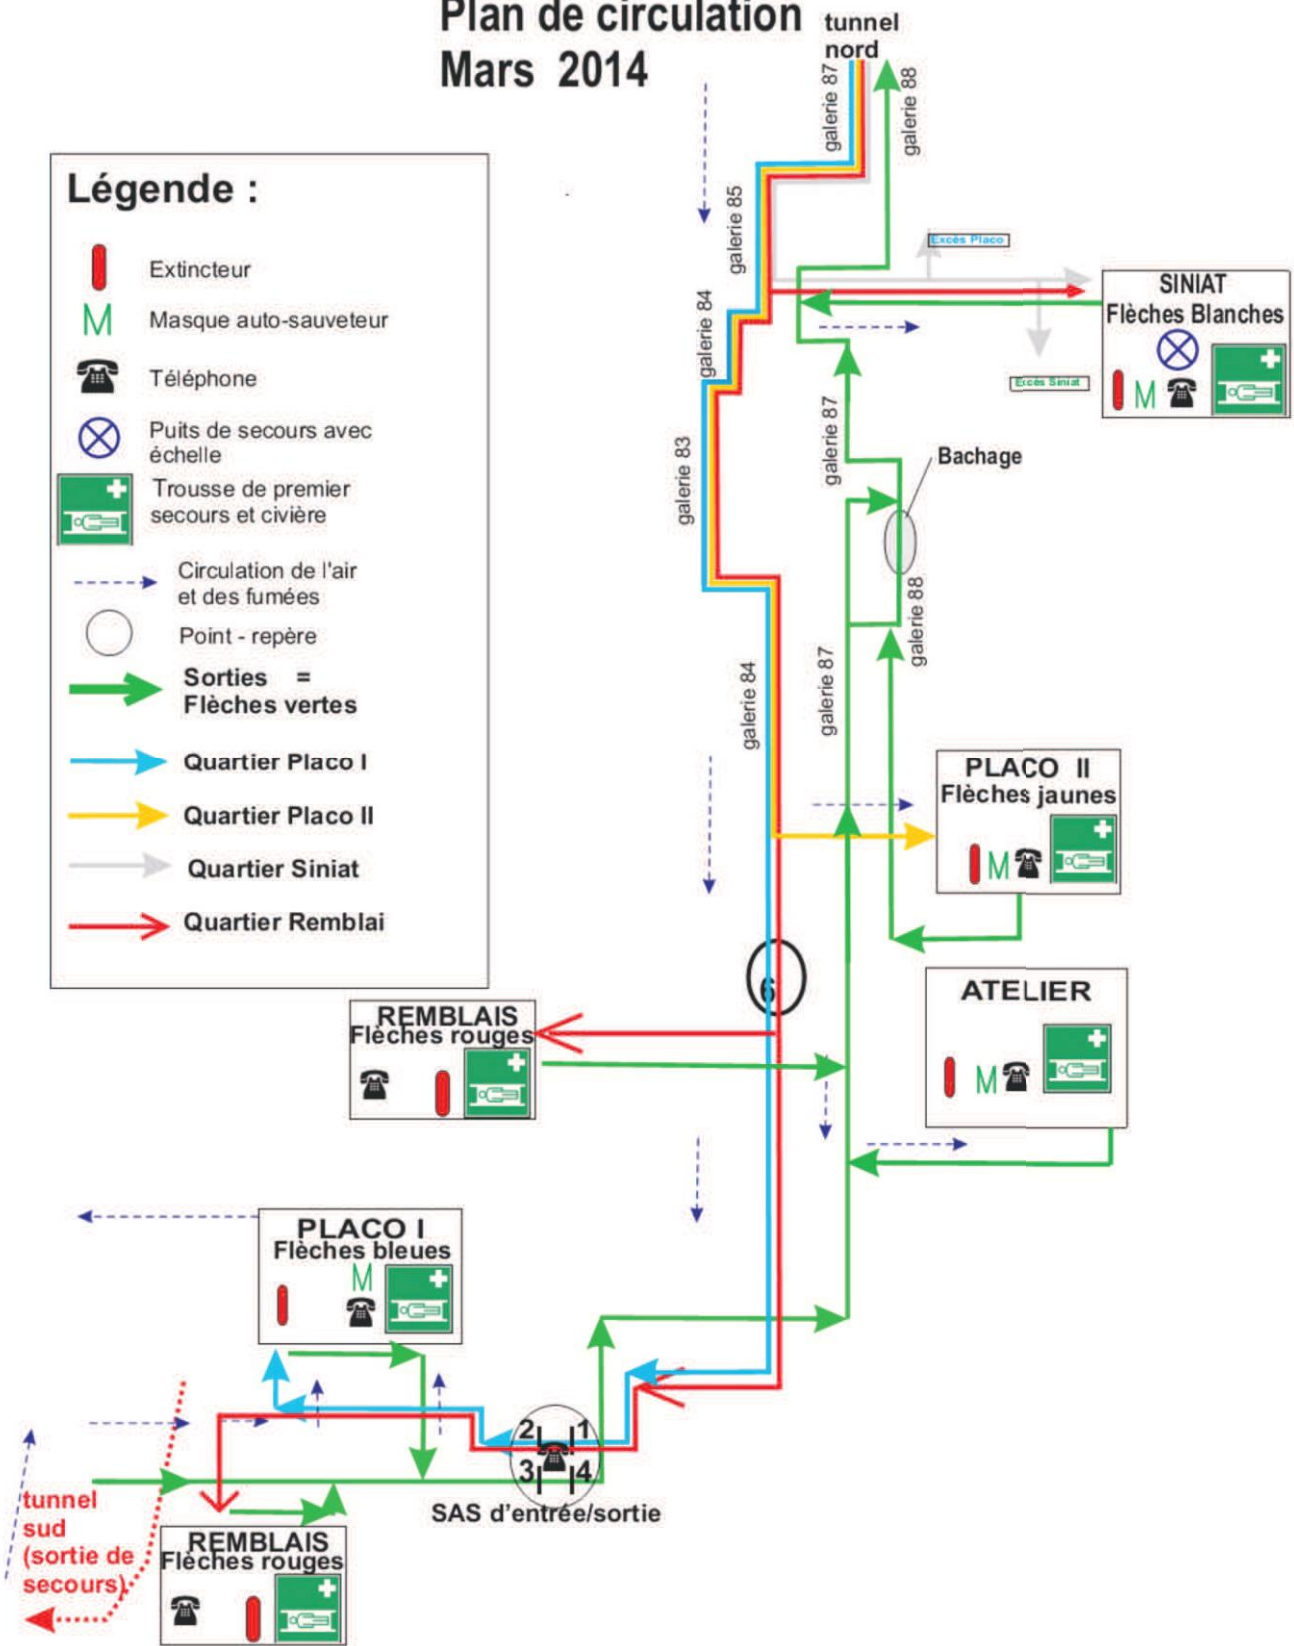 Plan de circulation
Mars 2014
tunnel
nord
galerie 87
galerie 88
Légende :
Extincteur
M
Masque auto-sauveteur
Téléphone
Puits de secours avec
échelle
Trousse de premier
secours et civière
Circulation de l'air
et des fumées
Point - repère
Sorties =
Flèches vertes
Quartier Placo I
Quartier Placo II
Quartier Siniat
Quartier Remblai
galerie 85
Excès Placo
SINIAT
Flèches Blanches
M
galerie 84
Excès Siniat
galerie 87
galerie 83
Bachage
galerie 88
galerie 84
galerie 87
PLACO II
Flèches jaunes
M
6
ATELIER
M
REMBLAIS
Flèches rouges
PLACO I
Flèches bleues
M
2 1
3 4
SAS d'entrée/sortie
tunnel
sud
(sortie de
secours)
REMBLAIS
Flèches rouges